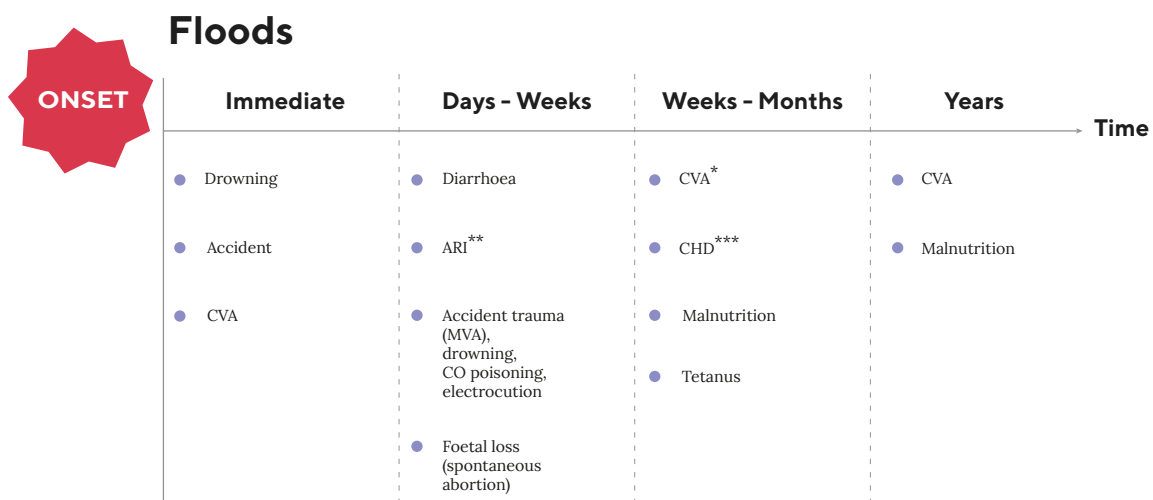 Floods
ONSET
Immediate
Days - Weeks
Weeks - Months
Years
Time
Drowning
Accident
CVA
Diarrhoea
ARI**
Accident trauma
(MVA),
drowning,
CO poisoning,
electrocution
Foetal loss
(spontaneous
abortion)
CVA*
CHD***
Malnutrition
Tetanus
CVA
Malnutrition